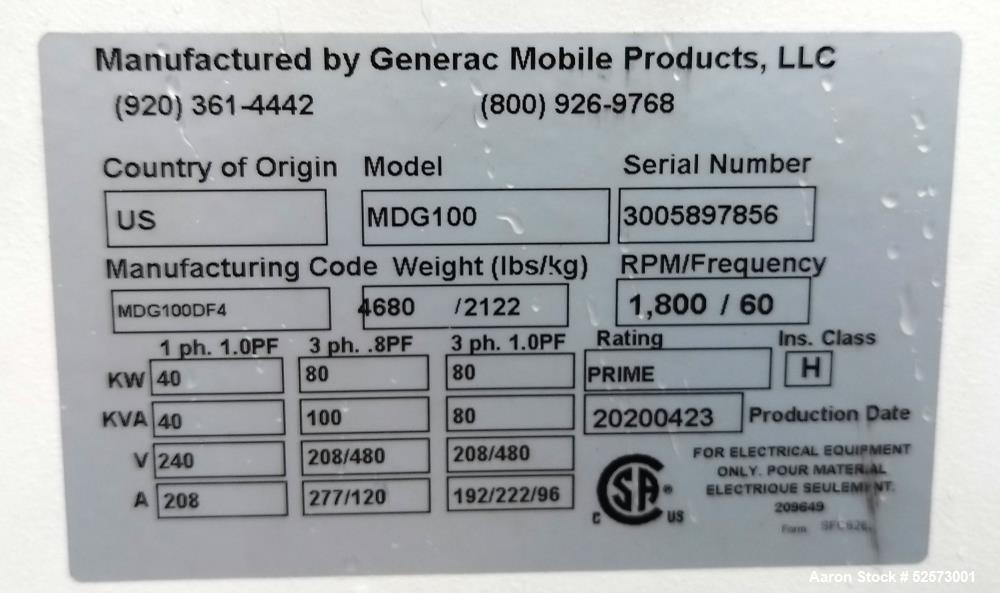 Manufactured by Generac Mobile Products, LLC
(920) 361-4442 (800) 926-9768
Country of Origin Model Serial Number
US MDG100 3005897856
Manufacturing Code Weight (lbs/kg) RPM/Frequency
MDG100DF4 4680 /2122 1,800 / 60
1 ph. 1.0PF 3 ph. .8PF 3 ph. 1.0PF Rating Ins. Class
KW 40 80 80 PRIME H
KVA 40 100 80 20200423 Production Date
V 240 208/480 208/480
A 208 277/120 192/222/96
FOR ELECTRICAL EQUIPMENT
ONLY. POUR MATERIAL
ELECTRIQUE SEULEMENT.
209649
Form
CSA® C US
Aaron Stock # 52573001